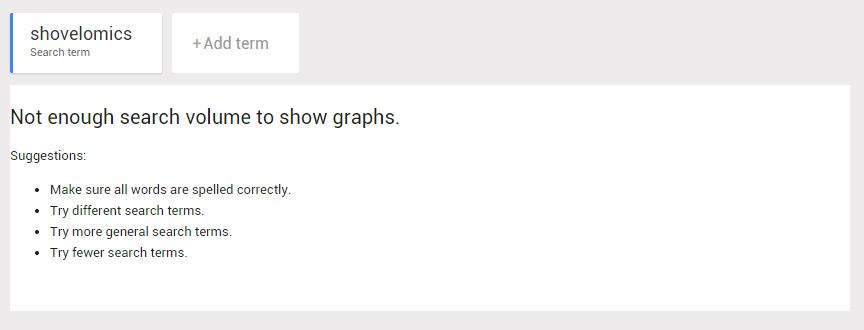 shovelomics
Search term
+Add term
Not enough search volume to show graphs.
Suggestions:
• Make sure all words are spelled correctly.
• Try different search terms.
• Try more general search terms.
• Try fewer search terms.